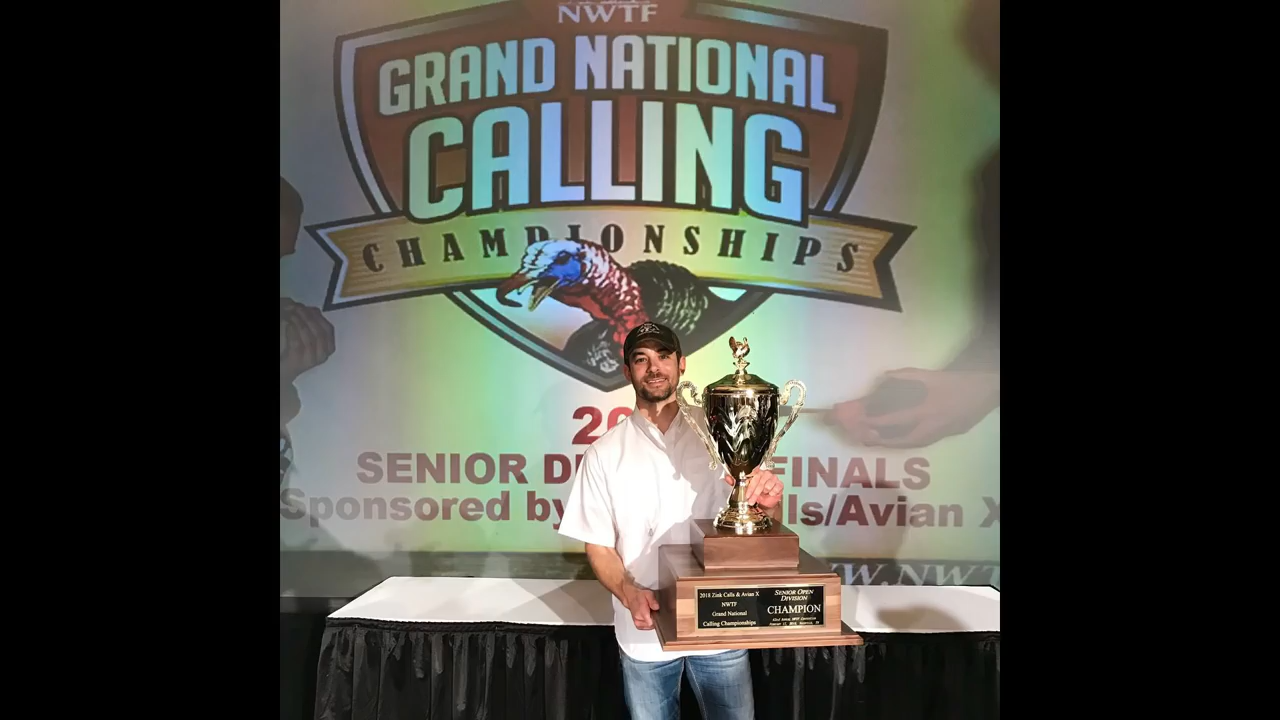 NWTF
GRAND NATIONAL
CALLING
CHAMPIONSHIPS
SENIOR FINALS
Sponsored by
Avian X
2018 Zink Calls & Avian X
NWTF
Grand National
Calling Championships
SENIOR OPEN
DIVISION
CHAMPION